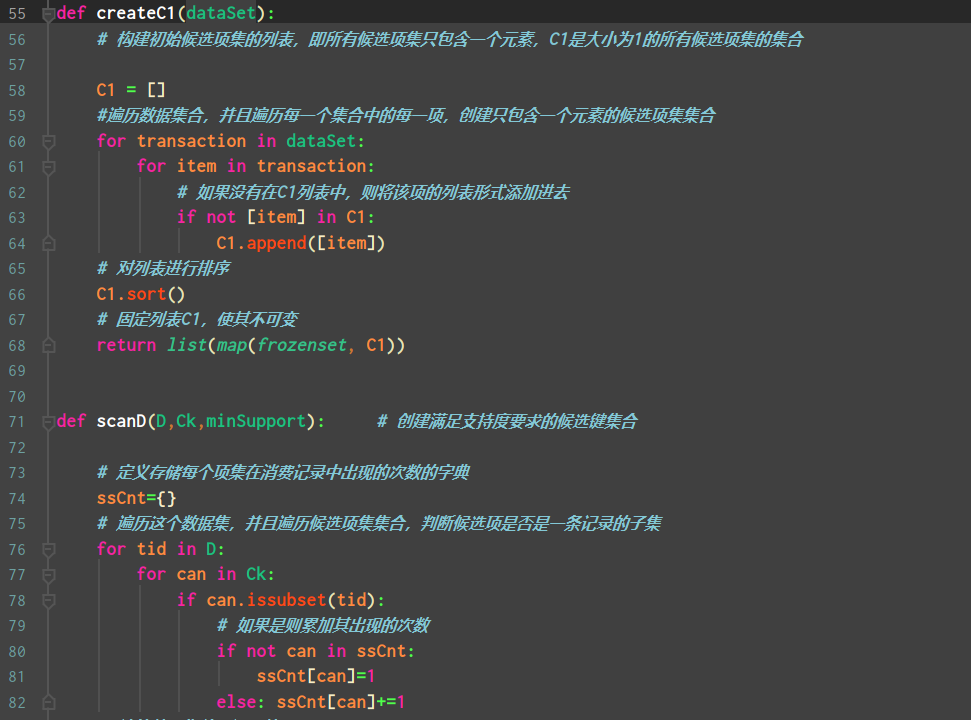 55 def createC1(dataSet):
56 # 构建初始候选项集的列表，即所有候选项集只包含一个元素，C1是大小为1的所有候选项集的集合
57
58 C1 = []
59 #遍历数据集合，并且遍历每一个集合中的每一项，创建只包含一个元素的候选项集集合
60 for transaction in dataSet:
61 for item in transaction:
62 # 如果没有在C1列表中，则将该项的列表形式添加进去
63 if not [item] in C1:
64 C1.append([item])
65 # 对列表进行排序
66 C1.sort()
67 # 固定列表C1，使其不可变
68 return list(map(frozenset, C1))
69
70
71 def scanD(D,Ck,minSupport): # 创建满足支持度要求的候选键集合
72
73 # 定义存储每个项集在消费记录中出现的次数的字典
74 ssCnt={}
75 # 遍历这个数据集，并且遍历候选项集集合，判断候选项是否是一条记录的子集
76 for tid in D:
77 for can in Ck:
78 if can.issubset(tid):
79 # 如果是则累加其出现的次数
80 if not can in ssCnt:
81 ssCnt[can]=1
82 else: ssCnt[can]+=1